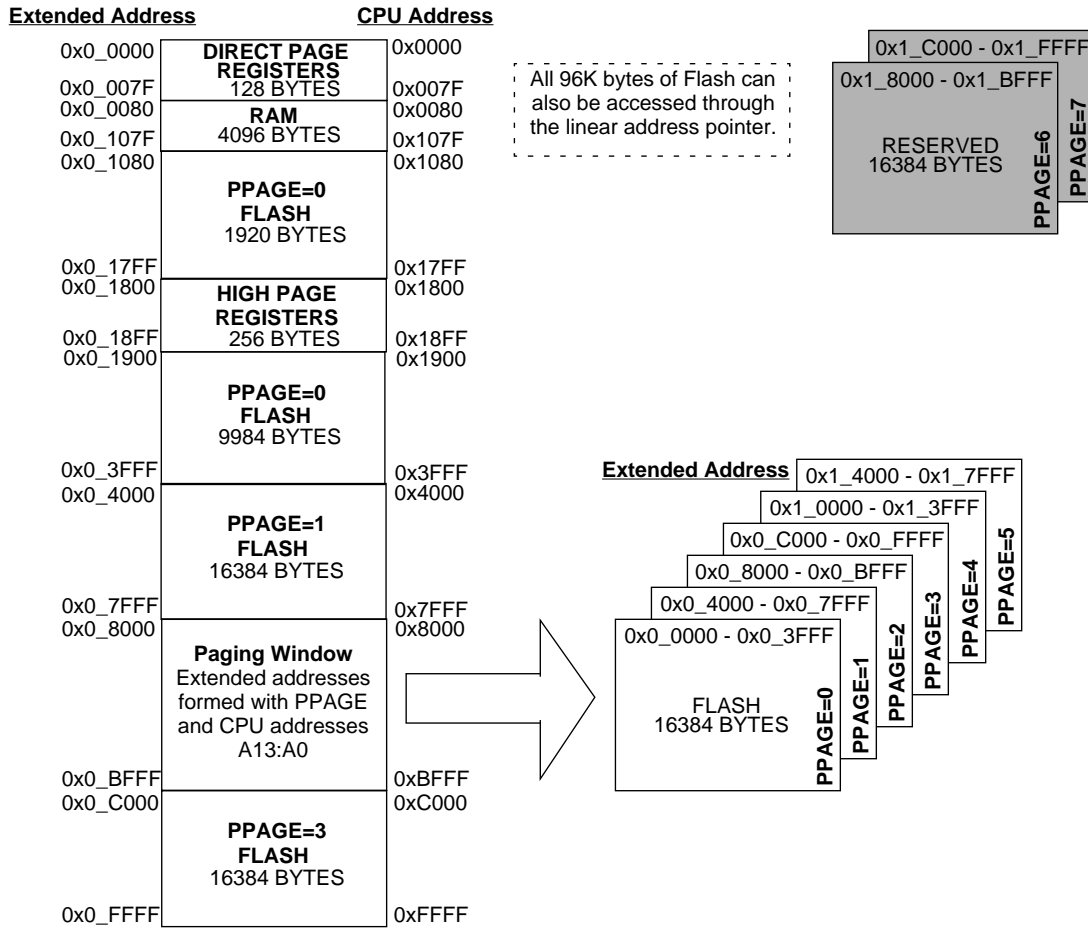 Extended Address
CPU Address
0x0_0000
DIRECT PAGE
REGISTERS
128 BYTES
0x0000
0x0_007F
0x007F
0x0_0080
RAM
4096 BYTES
0x0080
0x0_107F
0x107F
0x0_1080
0x1080
PPAGE=0
FLASH
1920 BYTES
0x0_17FF
0x17FF
0x0_1800
0x1800
HIGH PAGE
REGISTERS
256 BYTES
0x0_18FF
0x18FF
0x0_1900
0x1900
PPAGE=0
FLASH
9984 BYTES
0x0_3FFF
0x3FFF
0x0_4000
0x4000
PPAGE=1
FLASH
16384 BYTES
0x0_7FFF
0x7FFF
0x0_8000
0x8000
Paging Window
Extended addresses
formed with PPAGE
and CPU addresses
A13:A0
0x0_BFFF
0xBFFF
0x0_C000
0xC000
PPAGE=3
FLASH
16384 BYTES
0x0_FFFF
0xFFFF
All 96K bytes of Flash can
also be accessed through
the linear address pointer.
0x1_C000 - 0x1_FFFF
0x1_8000 - 0x1_BFFF
RESERVED
16384 BYTES
PPAGE=6
PPAGE=7
Extended Address
0x1_4000 - 0x1_7FFF
0x1_0000 - 0x1_3FFF
0x0_C000 - 0x0_FFFF
0x0_8000 - 0x0_BFFF
0x0_4000 - 0x0_7FFF
0x0_0000 - 0x0_3FFF
FLASH
16384 BYTES
PPAGE=0
PPAGE=1
PPAGE=2
PPAGE=3
PPAGE=4
PPAGE=5